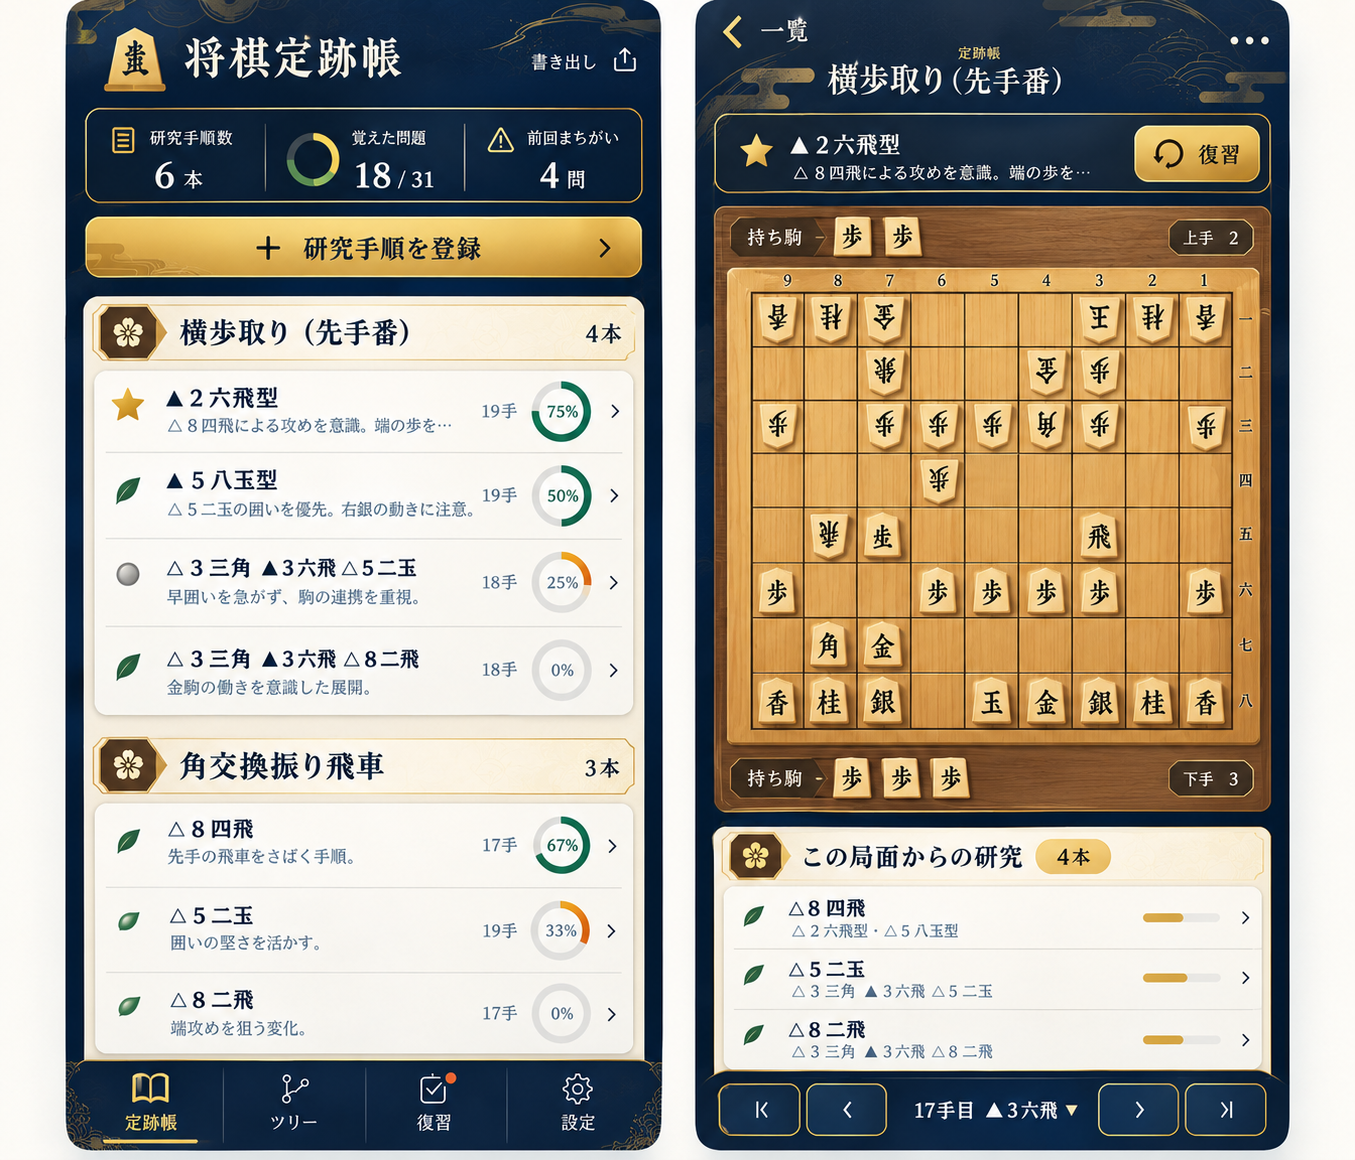 将棋定跡帳
書き出し
研究手順数
6 本
覚えた問題
18 / 31
前回まちがい
4 問
＋ 研究手順を登録
横歩取り (先手番)
4本
▲2六飛型
△8四飛による攻めを意識。端の歩を…
19手
75%
▲5八玉型
△5二玉の囲いを優先。右銀の動きに注意。
19手
50%
△3三角 ▲3六飛 △5二玉
早囲いを急がず、駒の連携を重視。
18手
25%
△3三角 ▲3六飛 △8二飛
金駒の働きを意識した展開。
18手
0%
角交換振り飛車
3本
△8四飛
先手の飛車をさばく手順。
17手
67%
△5二玉
囲いの堅さを活かす。
19手
33%
△8二飛
端攻めを狙う変化。
17手
0%
定跡帳
ツリー
復習
設定
一覧
定跡帳
横歩取り (先手番)
▲2六飛型
△8四飛による攻めを意識。端の歩を…
復習
持ち駒
歩 歩
上手 2
9 8 7 6 5 4 3 2 1
香 桂 金 王 桂 香 一
金 歩 二
歩 歩 歩 歩 角 歩 歩 三
歩 四
飛 五
歩 歩 歩 歩 歩 歩 六
角 金 七
香 桂 銀 玉 金 銀 桂 香 八
持ち駒
歩 歩 歩
下手 3
この局面からの研究
4本
△8四飛
△2六飛型・△5八玉型
△5二玉
△3三角 ▲3六飛 △5二玉
△8二飛
△3三角 ▲3六飛 △8二飛
17手目 ▲3六飛 ▼